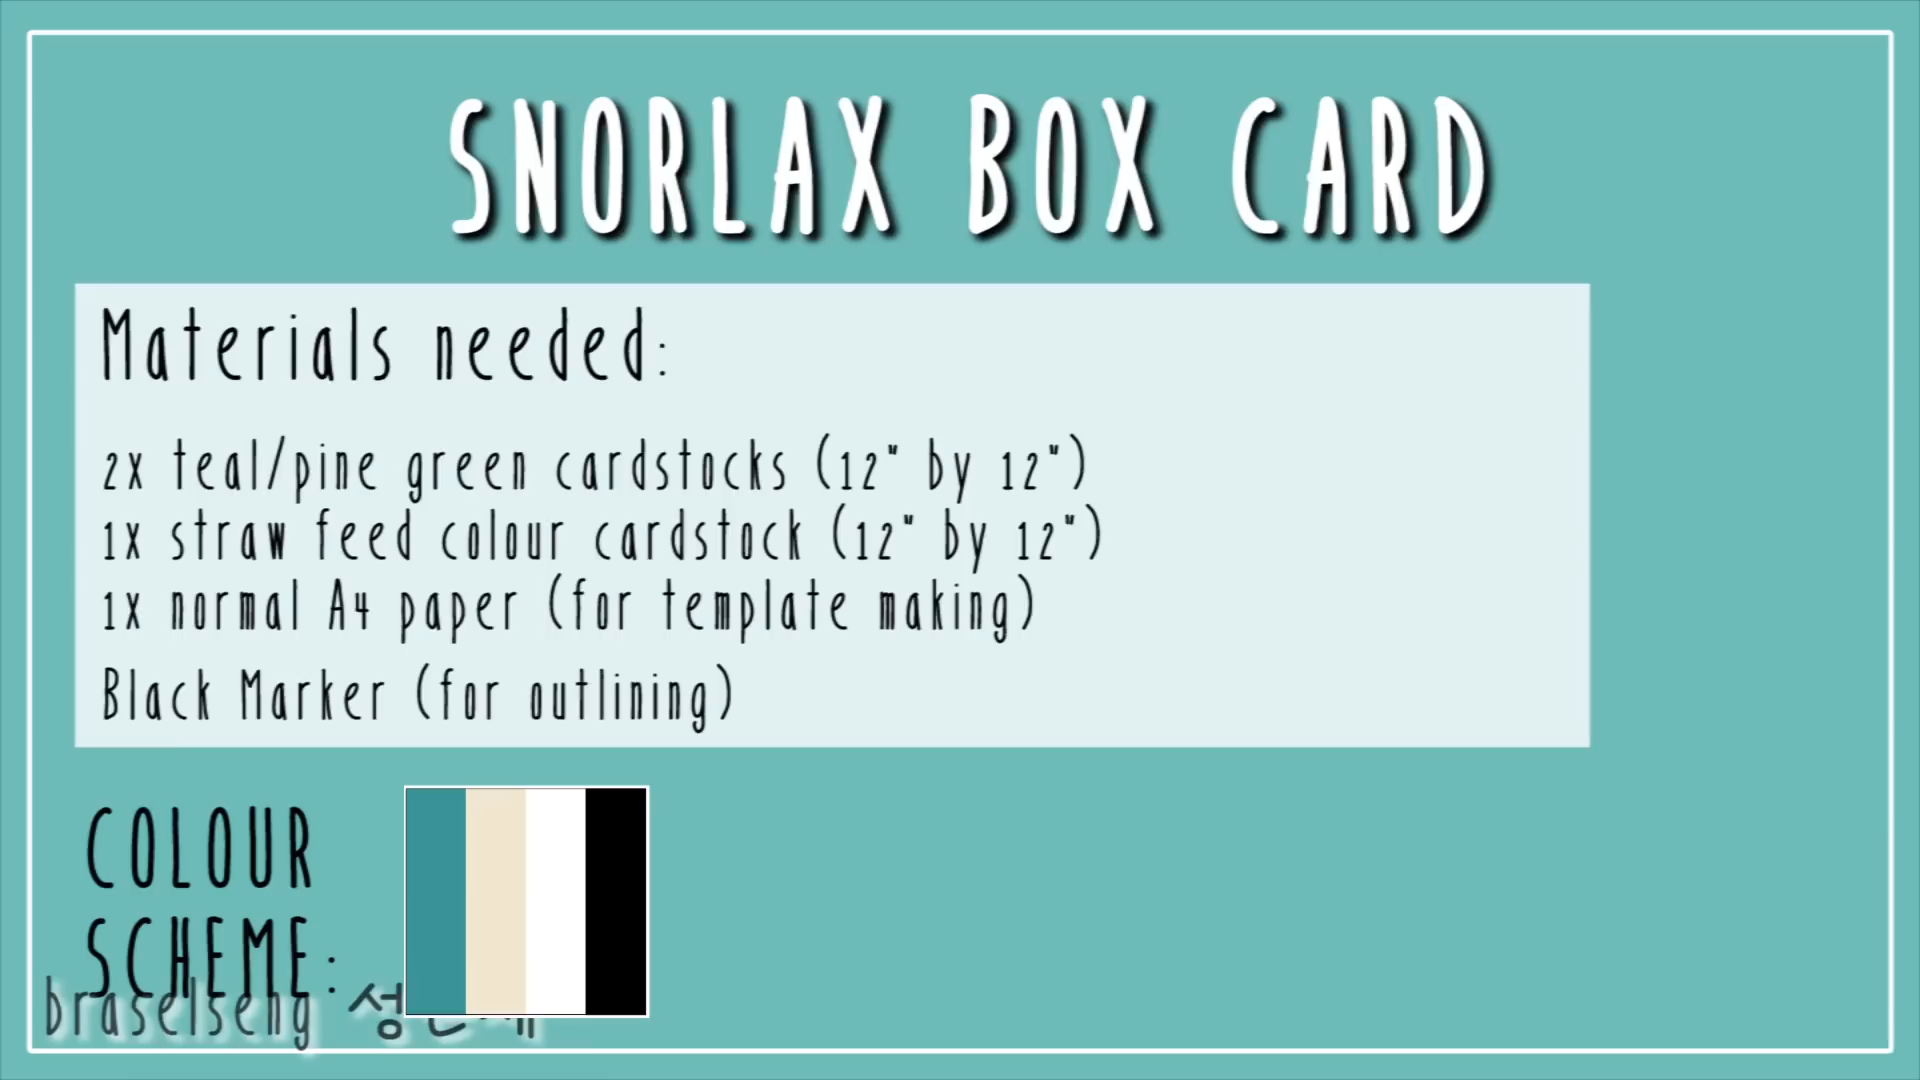 SNORLAX BOX CARD
Materials needed:
2x teal/pine green cardstocks (12" by 12")
1x straw feed colour cardstock (12" by 12")
1x normal A4 paper (for template making)
Black Marker (for outlining)
COLOUR
SCHEME:
braselseng